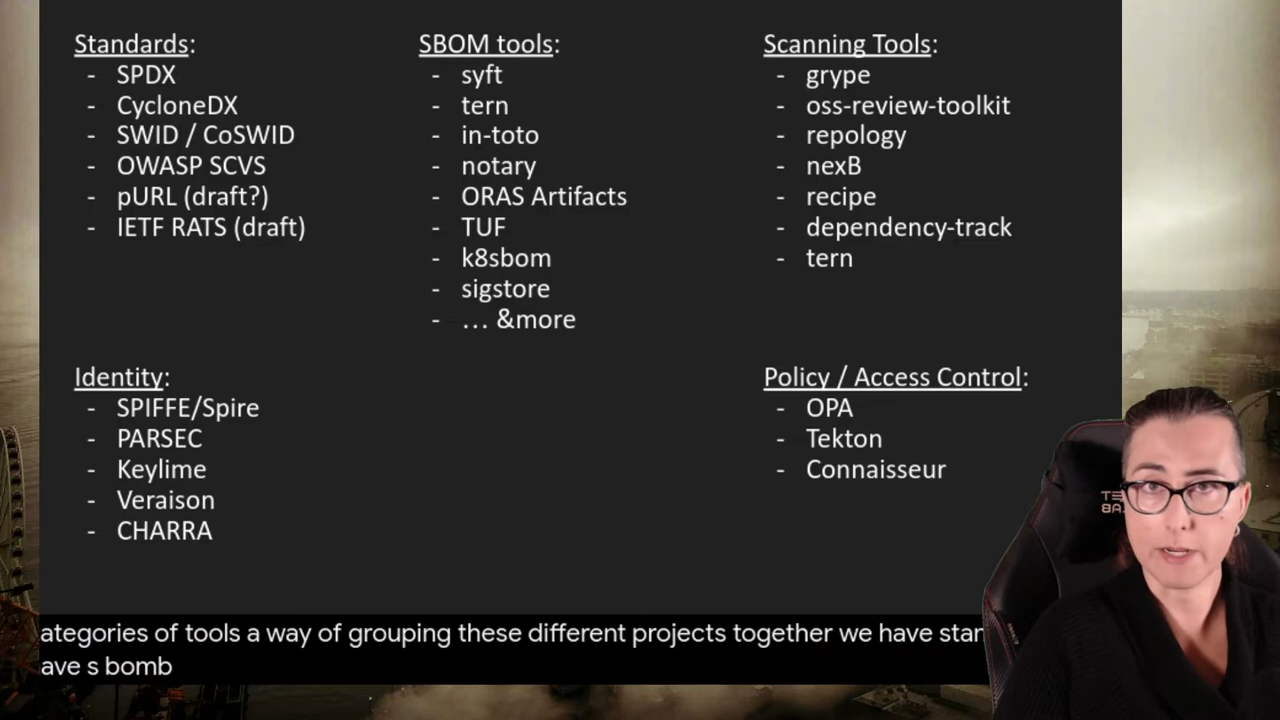 Standards:
- SPDX
- CycloneDX
- SWID / CoSWID
- OWASP SCVS
- pURL (draft?)
- IETF RATS (draft)
SBOM tools:
- syft
- tern
- in-toto
- notary
- ORAS Artifacts
- TUF
- k8sbom
- sigstore
- … &more
Scanning Tools:
- grype
- oss-review-toolkit
- repology
- nexB
- recipe
- dependency-track
- tern
Identity:
- SPIFFE/Spire
- PARSEC
- Keylime
- Veraison
- CHARRA
Policy / Access Control:
- OPA
- Tekton
- Connaisseur
ategories of tools a way of grouping these different projects together we have stan
ave s bomb